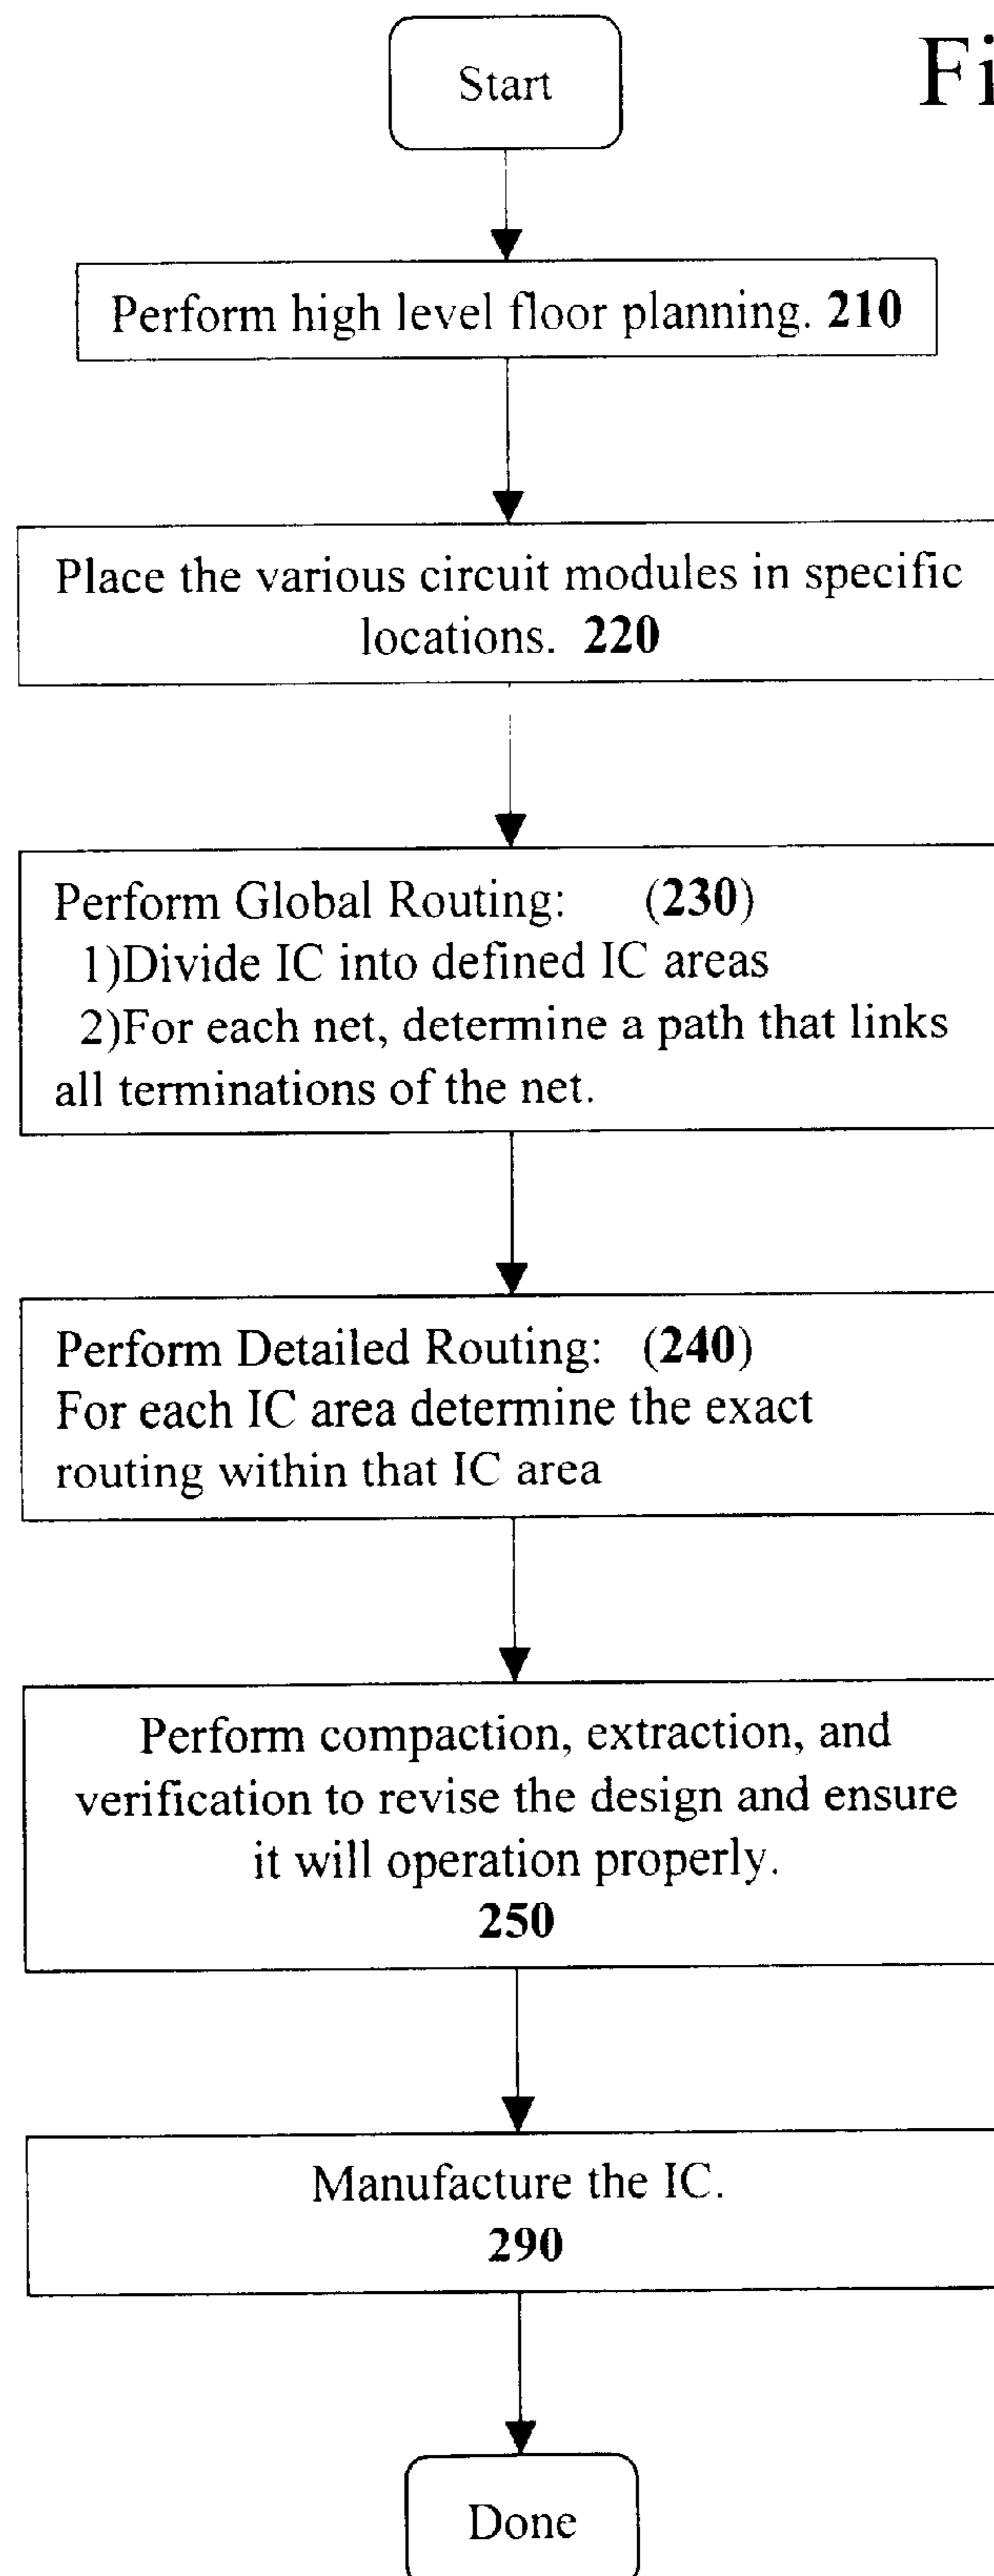 Start
Fi
Perform high level floor planning. 210
Place the various circuit modules in specific
locations. 220
Perform Global Routing: (230)
1)Divide IC into defined IC areas
2)For each net, determine a path that links
all terminations of the net.
Perform Detailed Routing: (240)
For each IC area determine the exact
routing within that IC area
Perform compaction, extraction, and
verification to revise the design and ensure
it will operation properly.
250
Manufacture the IC.
290
Done